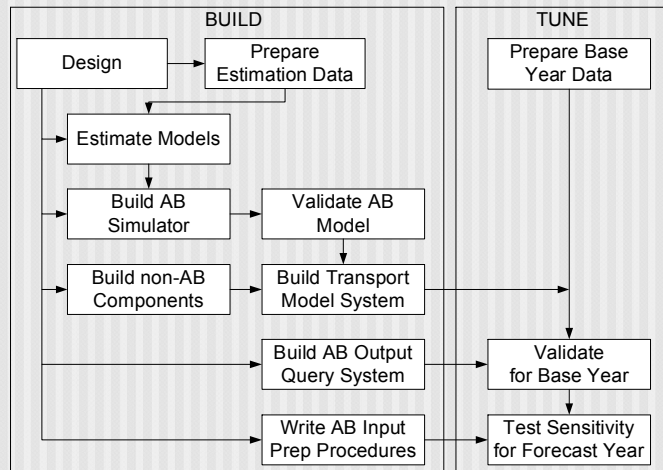 BUILD
TUNE
Design
Prepare
Estimation Data
Prepare Base
Year Data
Estimate Models
Build AB
Simulator
Validate AB
Model
Build non-AB
Components
Build Transport
Model System
Build AB Output
Query System
Validate
for Base Year
Write AB Input
Prep Procedures
Test Sensitivity
for Forecast Year